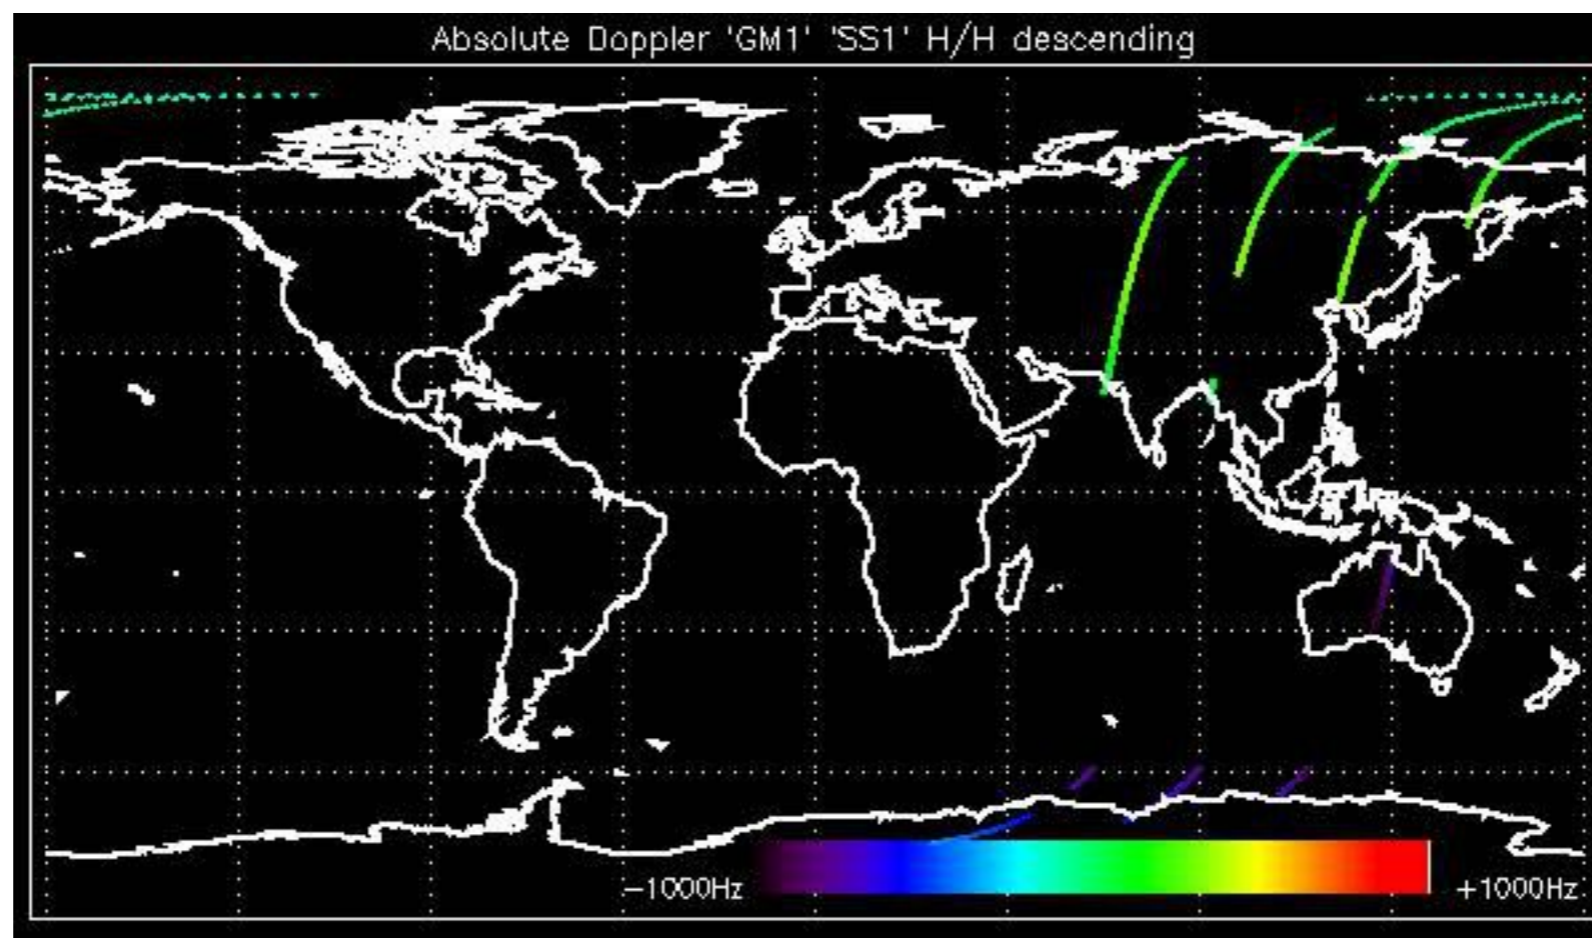 Absolute Doppler 'GM1' 'SS1' H/H descending
−1000Hz
+1000Hz